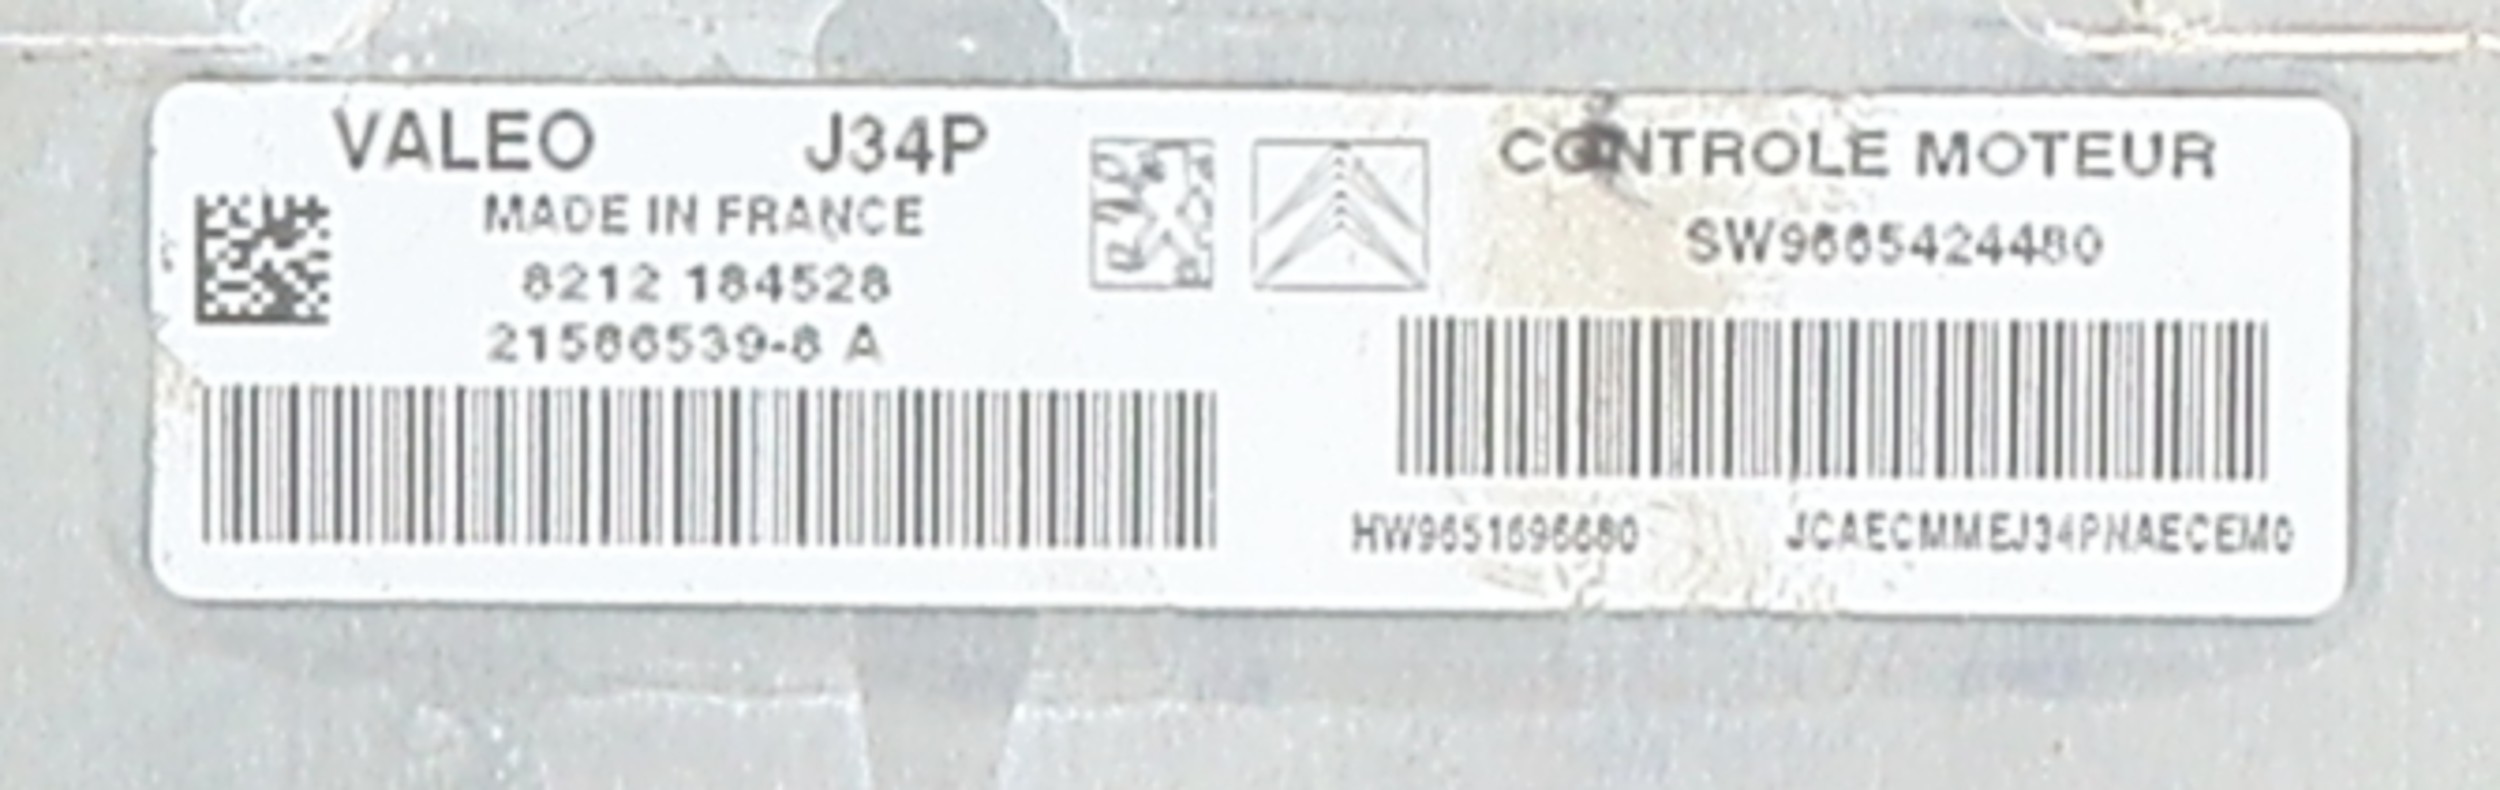 VALEO J34P
MADE IN FRANCE
8212 184528
21586539-8 A
CONTROLE MOTEUR
SW9665424480
HW9651696680 JCAECMMEJ34PNAECEM0